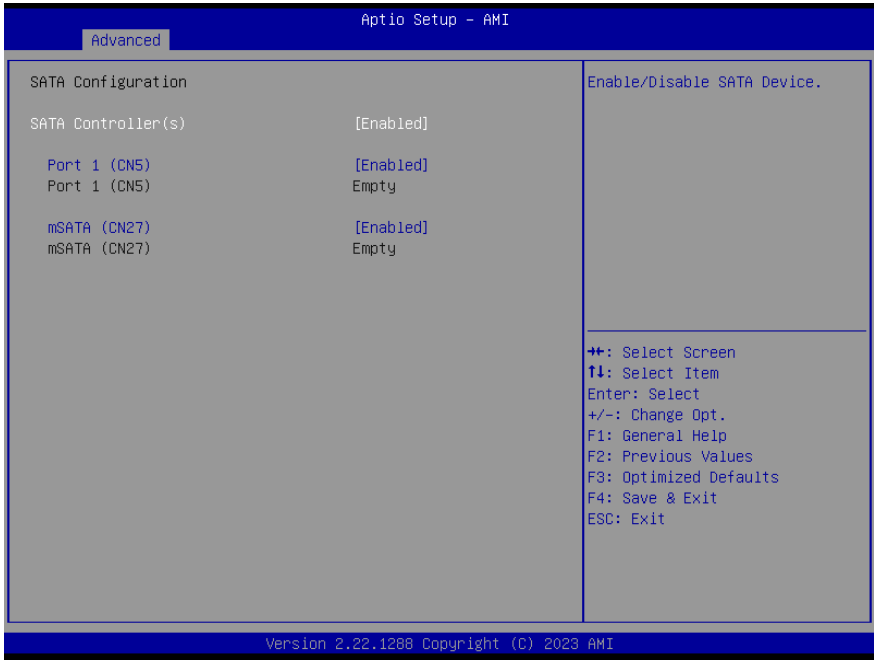 Aptio Setup – AMI
Advanced
SATA Configuration
SATA Controller(s) [Enabled]
Port 1 (CN5) [Enabled]
Port 1 (CN5) Empty
mSATA (CN27) [Enabled]
mSATA (CN27) Empty
Enable/Disable SATA Device.
→←: Select Screen
↑↓: Select Item
Enter: Select
+/-: Change Opt.
F1: General Help
F2: Previous Values
F3: Optimized Defaults
F4: Save & Exit
ESC: Exit
Version 2.22.1288 Copyright (C) 2023 AMI